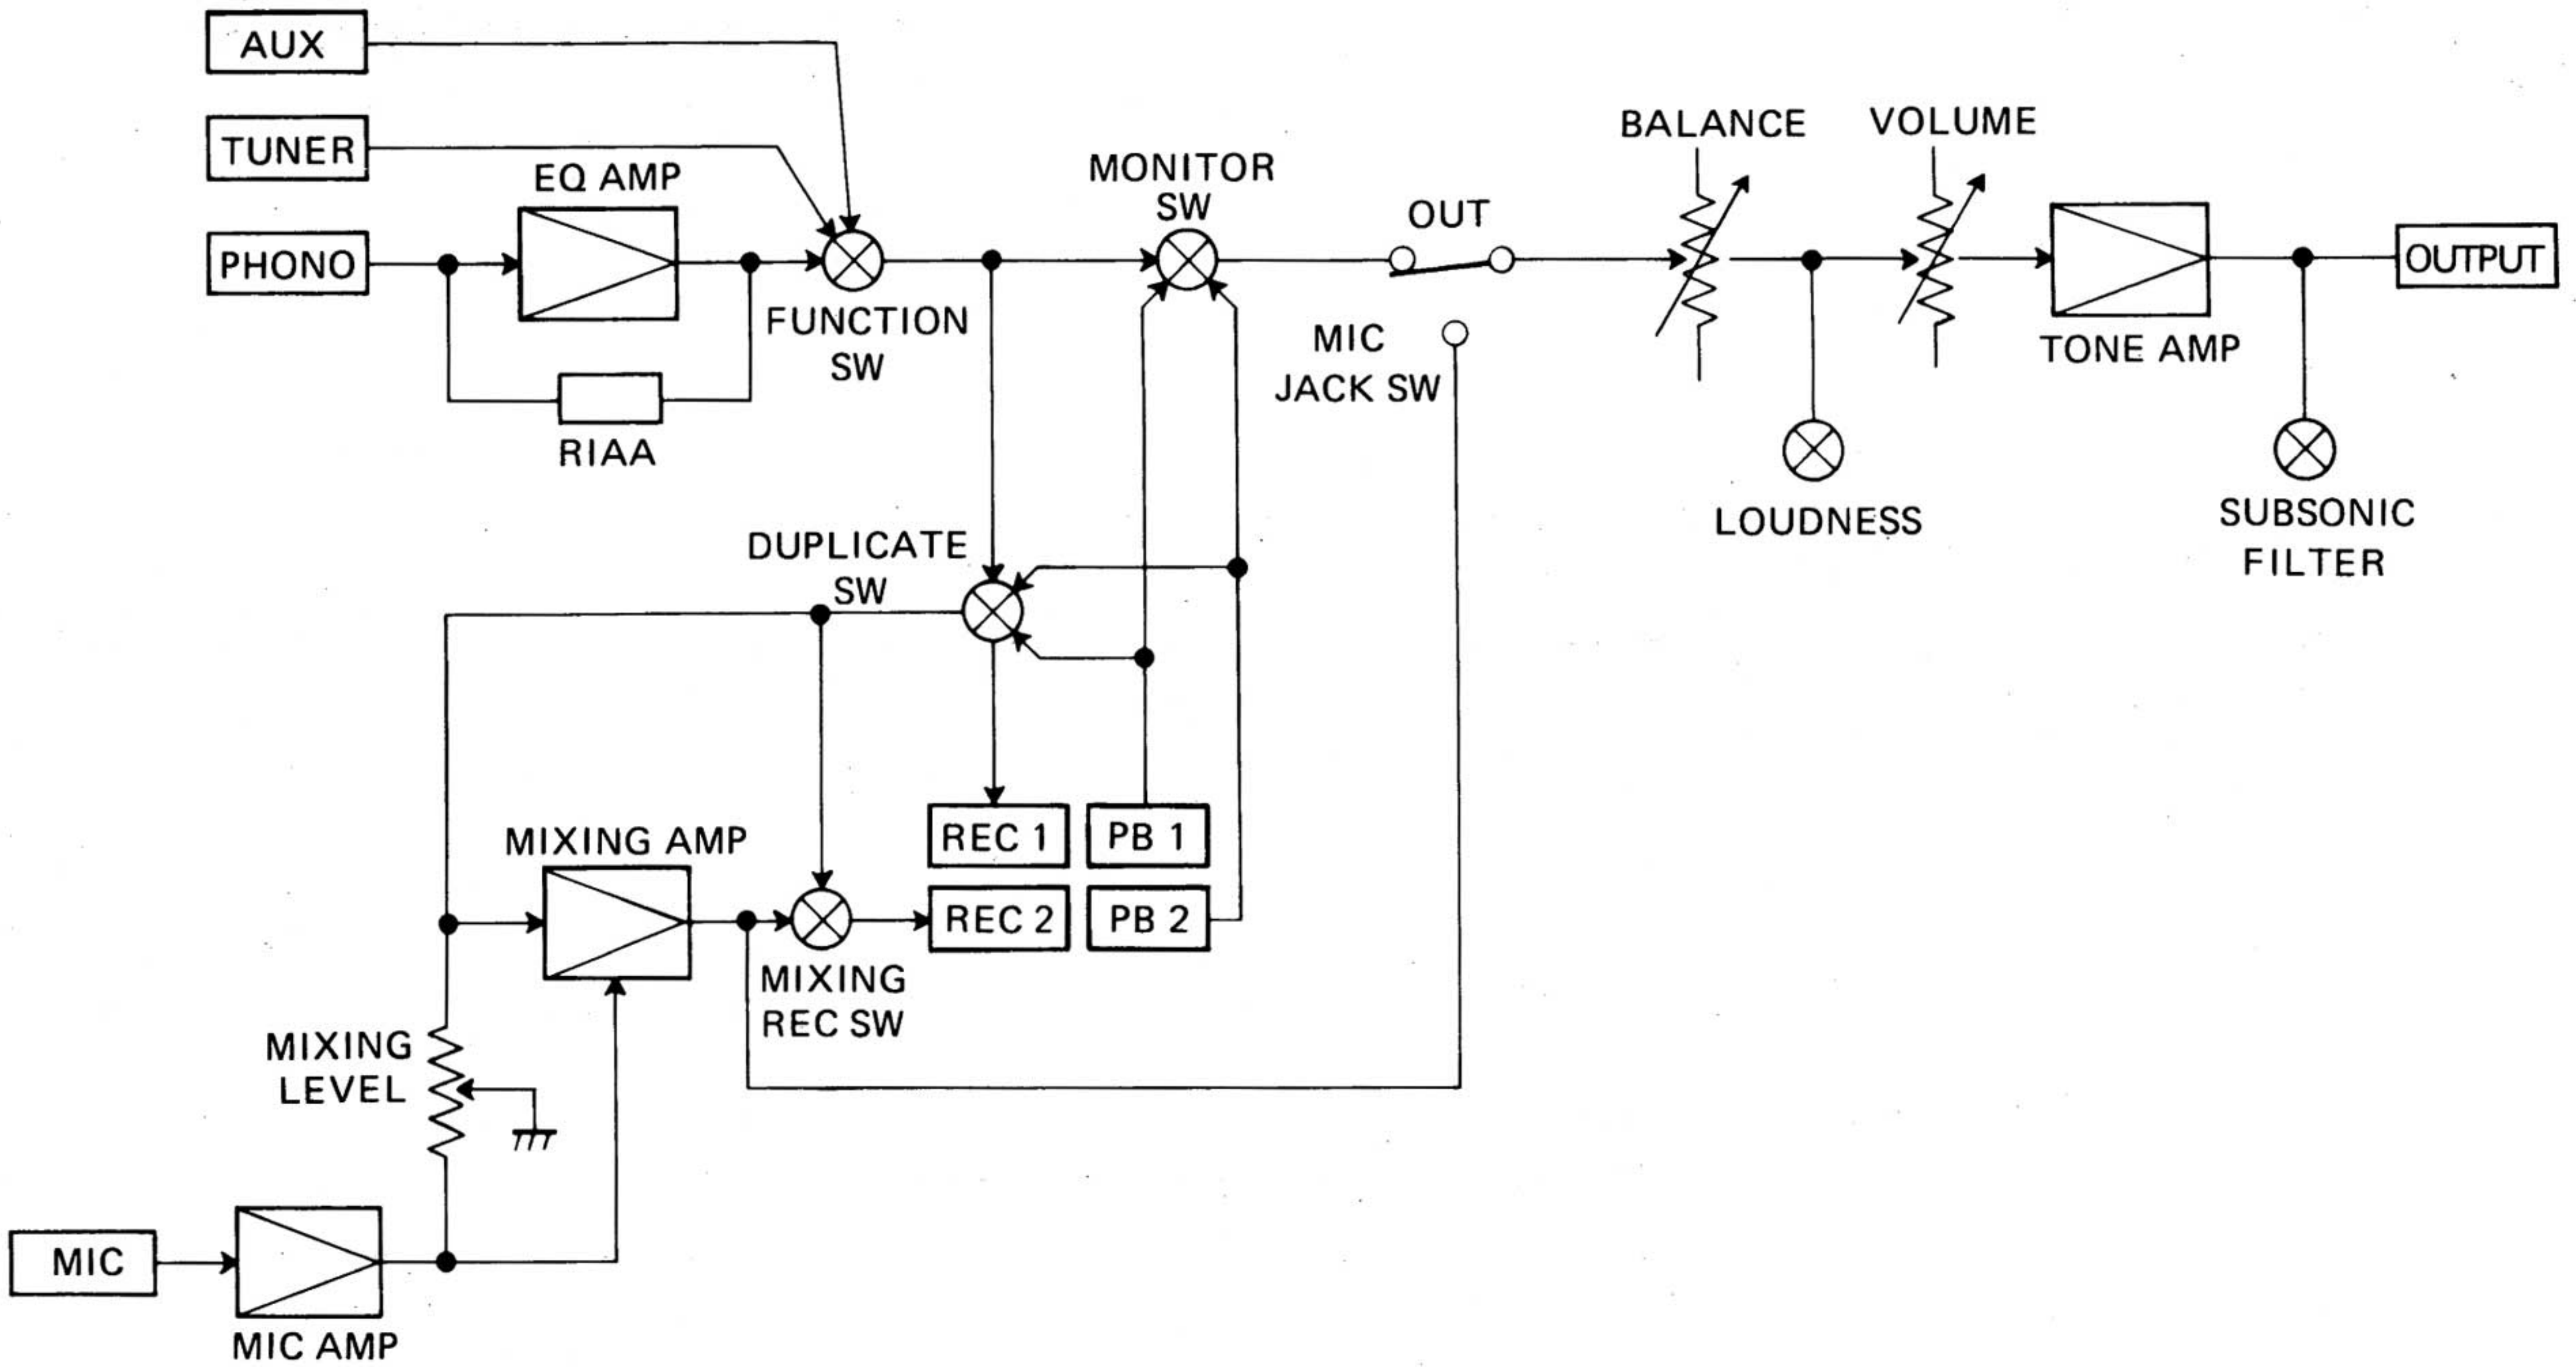 AUX
TUNER
PHONO
EQ AMP
RIAA
FUNCTION
SW
MONITOR
SW
OUT
MIC
JACK SW
BALANCE
VOLUME
LOUDNESS
TONE AMP
OUTPUT
SUBSONIC
FILTER
DUPLICATE
SW
REC 1
PB 1
REC 2
PB 2
MIXING AMP
MIXING
REC SW
MIXING
LEVEL
MIC
MIC AMP